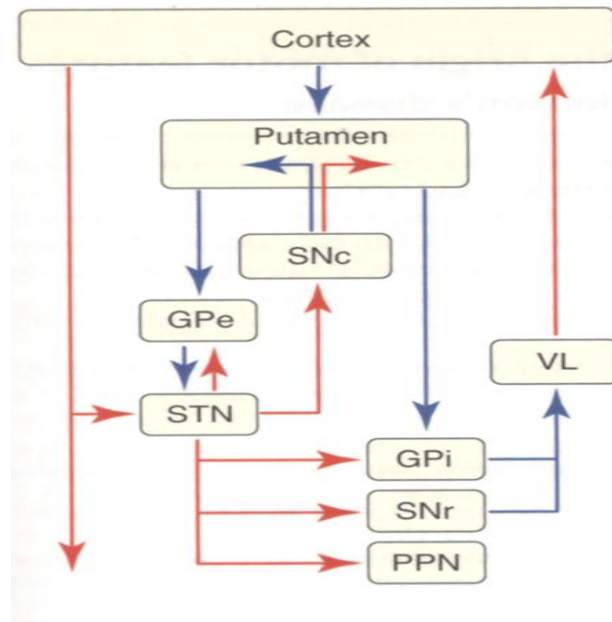 Cortex
Putamen
SNc
GPe
VL
STN
GPi
SNr
PPN